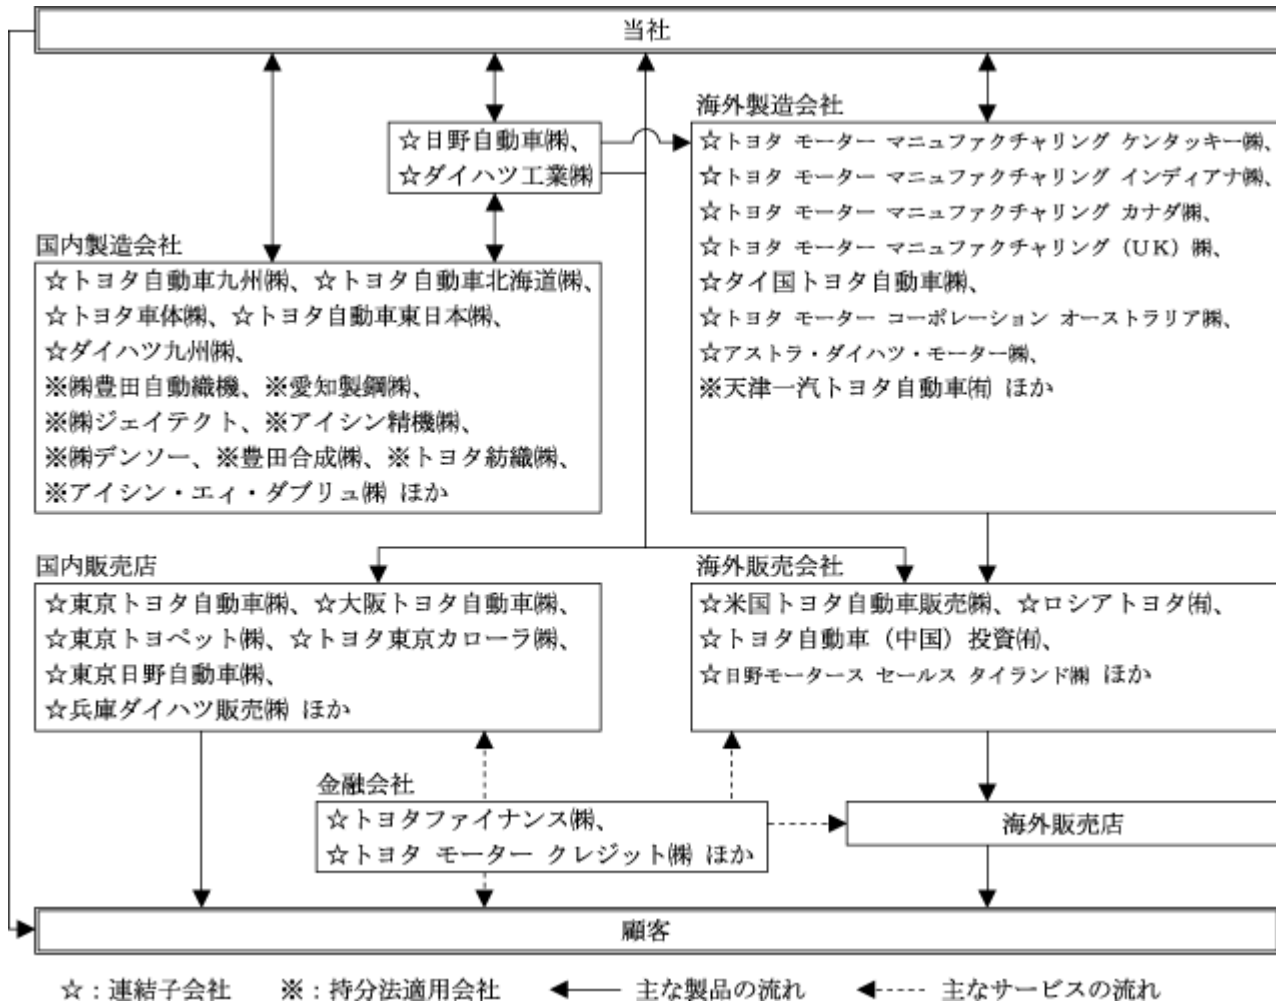 当社
☆日野自動車㈱、
☆ダイハツ工業㈱
海外製造会社
☆トヨタ モーター マニュファクチャリング ケンタッキー㈱、
☆トヨタ モーター マニュファクチャリング インディアナ㈱、
☆トヨタ モーター マニュファクチャリング カナダ㈱、
☆トヨタ モーター マニュファクチャリング（UK）㈱、
☆タイ国トヨタ自動車㈱、
☆トヨタ モーター コーポレーション オーストラリア㈱、
☆アストラ・ダイハツ・モーター㈱、
※天津一汽トヨタ自動車㈲ ほか
国内製造会社
☆トヨタ自動車九州㈱、☆トヨタ自動車北海道㈱、
☆トヨタ車体㈱、☆トヨタ自動車東日本㈱、
☆ダイハツ九州㈱、
※㈱豊田自動織機、※愛知製鋼㈱、
※㈱ジェイテクト、※アイシン精機㈱、
※㈱デンソー、※豊田合成㈱、※トヨタ紡織㈱、
※アイシン・エィ・ダブリュ㈱ ほか
国内販売店
☆東京トヨタ自動車㈱、☆大阪トヨタ自動車㈱、
☆東京トヨペット㈱、☆トヨタ東京カローラ㈱、
☆東京日野自動車㈱、
☆兵庫ダイハツ販売㈱ ほか
海外販売会社
☆米国トヨタ自動車販売㈱、☆ロシアトヨタ㈲、
☆トヨタ自動車（中国）投資㈲、
☆日野モータース セールス タイランド㈱ ほか
金融会社
☆トヨタファイナンス㈱、
☆トヨタ モーター クレジット㈱ ほか
海外販売店
顧客
☆：連結子会社 ※：持分法適用会社 主な製品の流れ 主なサービスの流れ